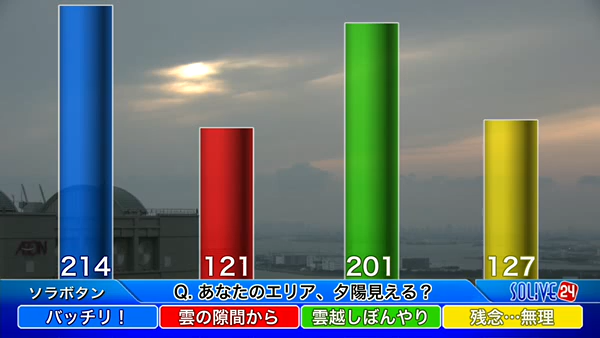 AEON
214
121
201
127
ソラボタン
Q. あなたのエリア、夕陽見える？
SOLiVE24
バッチリ！
雲の隙間から
雲越しぼんやり
残念…無理